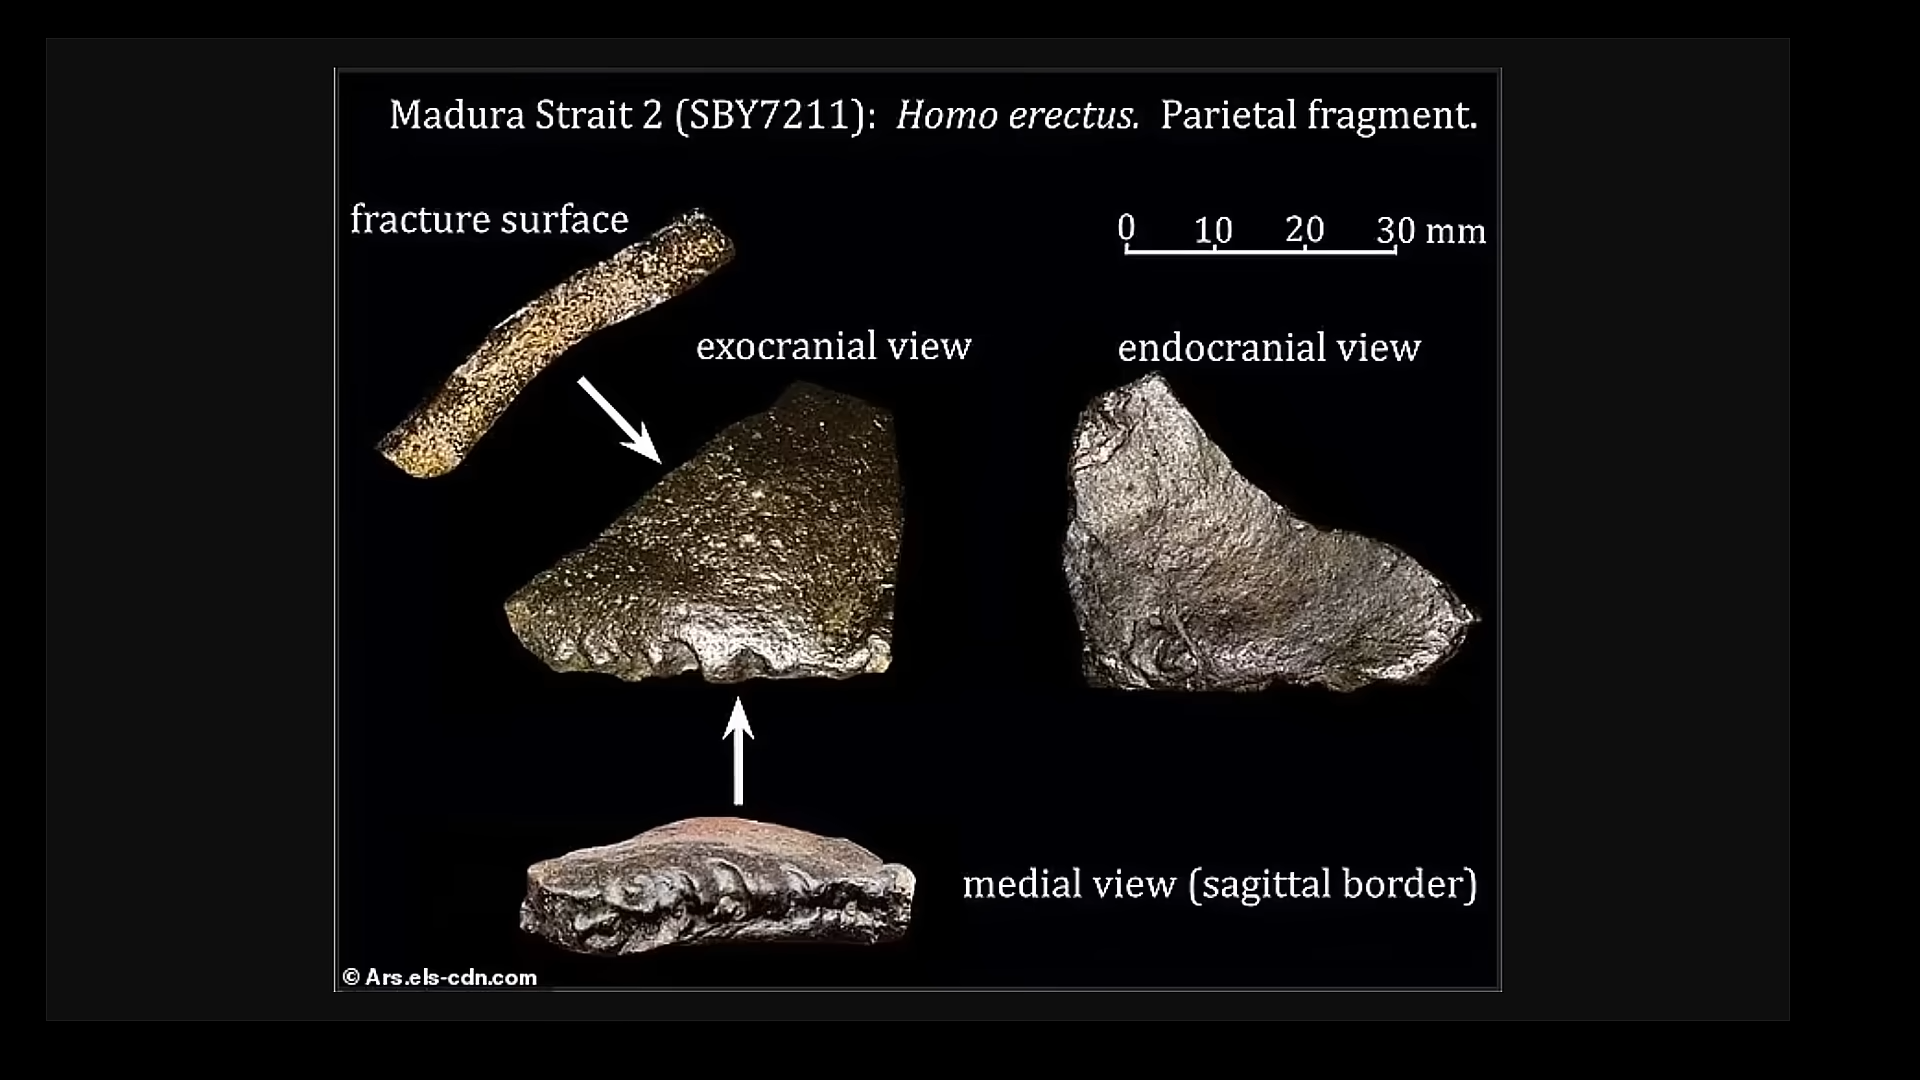 Madura Strait 2 (SBY7211): Homo erectus. Parietal fragment.
fracture surface
0 10 20 30 mm
exocranial view
endocranial view
medial view (sagittal border)
© Ars.els-cdn.com